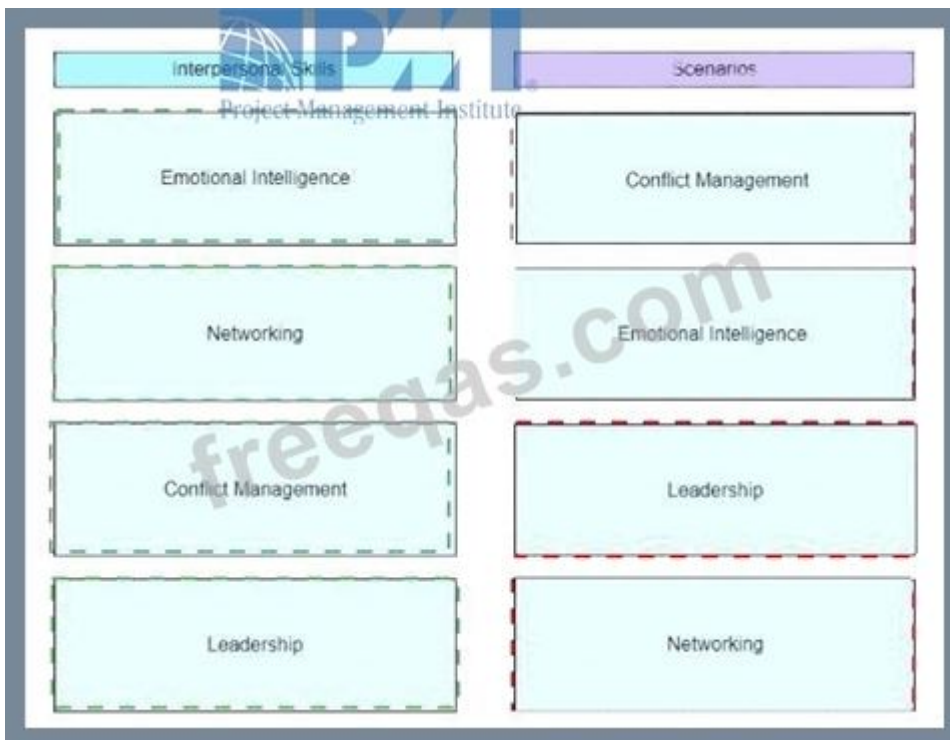 PMI
Interpersonal Skills
Scenarios
Project Management Institute
Emotional Intelligence
Conflict Management
Networking
Emotional Intelligence
freeqas.com
Conflict Management
Leadership
Leadership
Networking